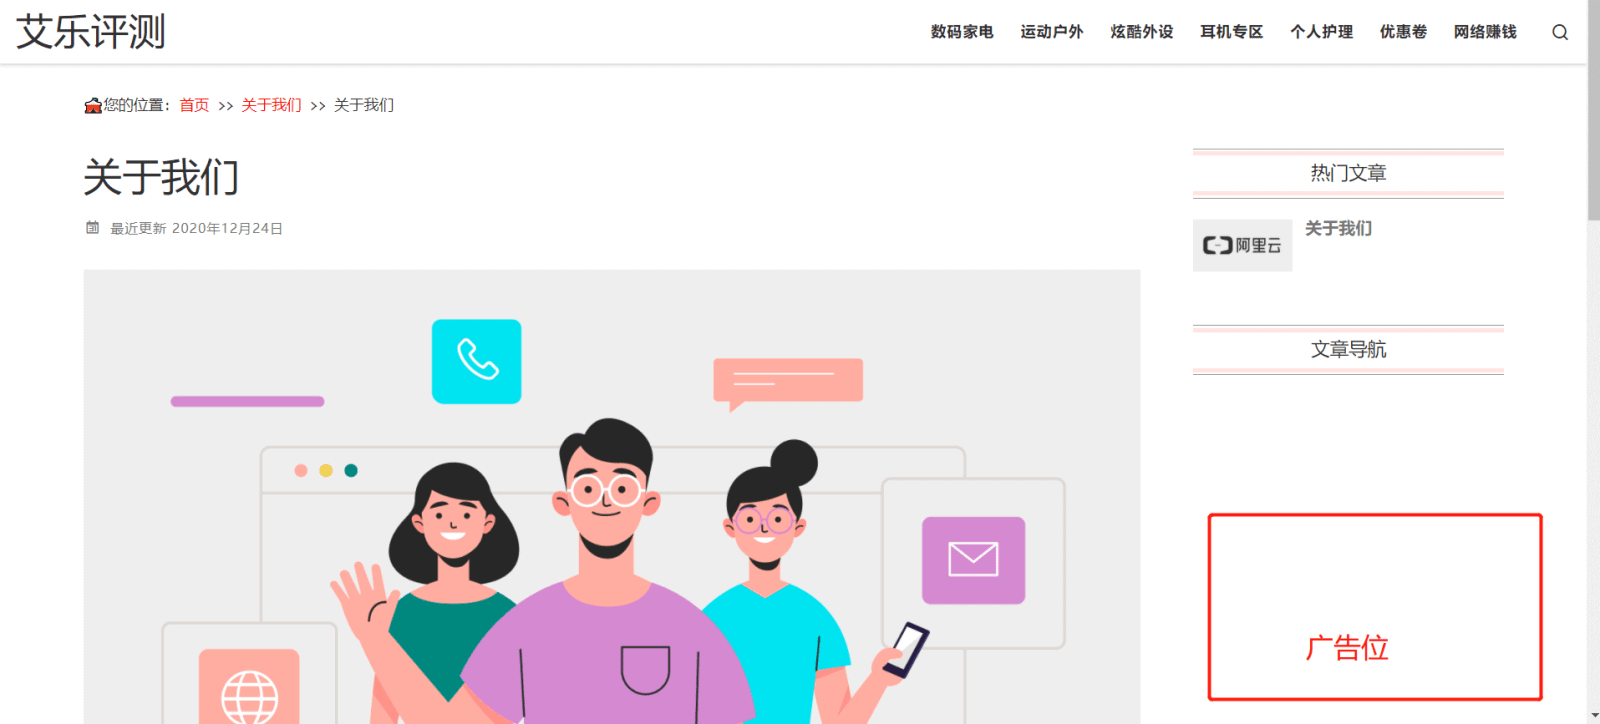 艾乐评测
数码家电 运动户外 炫酷外设 耳机专区 个人护理 优惠卷 网络赚钱
您的位置：首页 >> 关于我们 >> 关于我们
关于我们
最近更新 2020年12月24日
热门文章
阿里云
关于我们
文章导航
广告位